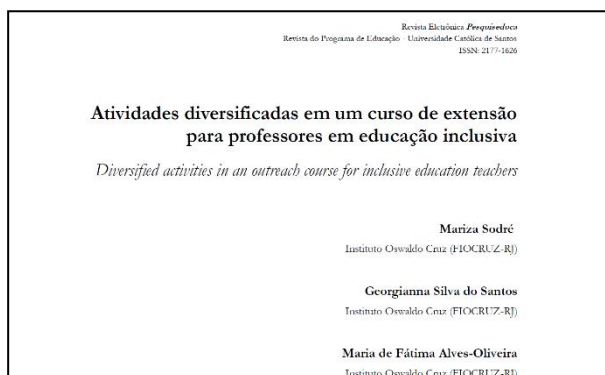 Revista Eletrônica Pesquiseduca
Revista do Programa de Educação - Universidade Católica de Santos
ISSN: 2177-1626
Atividades diversificadas em um curso de extensão
para professores em educação inclusiva
Diversified activities in an outreach course for inclusive education teachers
Mariza Sodré
Instituto Oswaldo Cruz (FIOCRUZ-RJ)
Georgianna Silva do Santos
Instituto Oswaldo Cruz (FIOCRUZ-RJ)
Maria de Fátima Alves-Oliveira
Instituto Oswaldo Cruz (FIOCRUZ-RJ)